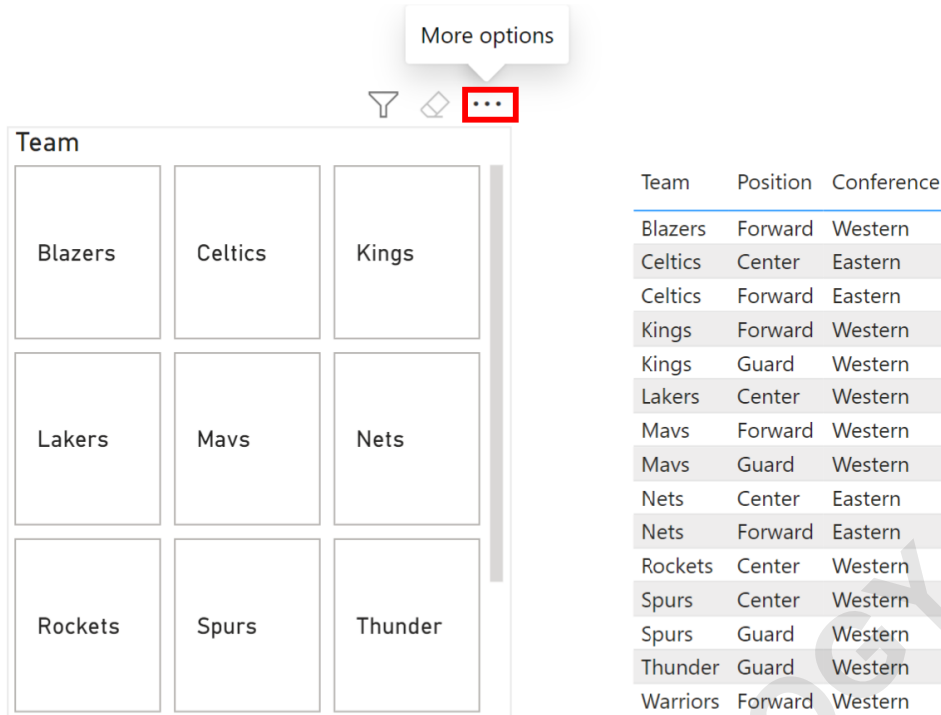 More options
Team
Blazers Celtics Kings
Lakers Mavs Nets
Rockets Spurs Thunder
Team Position Conference
Blazers Forward Western
Celtics Center Eastern
Celtics Forward Eastern
Kings Forward Western
Kings Guard Western
Lakers Center Western
Mavs Forward Western
Mavs Guard Western
Nets Center Eastern
Nets Forward Eastern
Rockets Center Western
Spurs Center Western
Spurs Guard Western
Thunder Guard Western
Warriors Forward Western